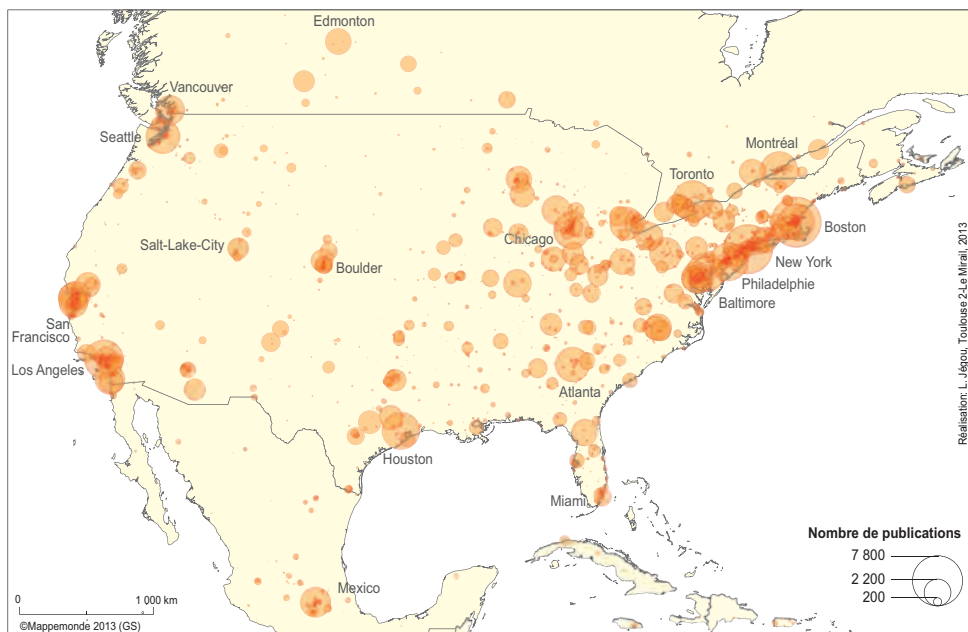 Edmonton
Vancouver
Seattle
Montréal
Toronto
Boston
Salt-Lake-City
Chicago
Boulder
New York
Philadelphie
Baltimore
San
Francisco
Los Angeles
Atlanta
Houston
Miami
Mexico
Réalisation: L. Jégou, Toulouse 2-Le Mirail, 2013
Nombre de publications
7 800
2 200
200
0 1 000 km
©Mappemonde 2013 (GS)